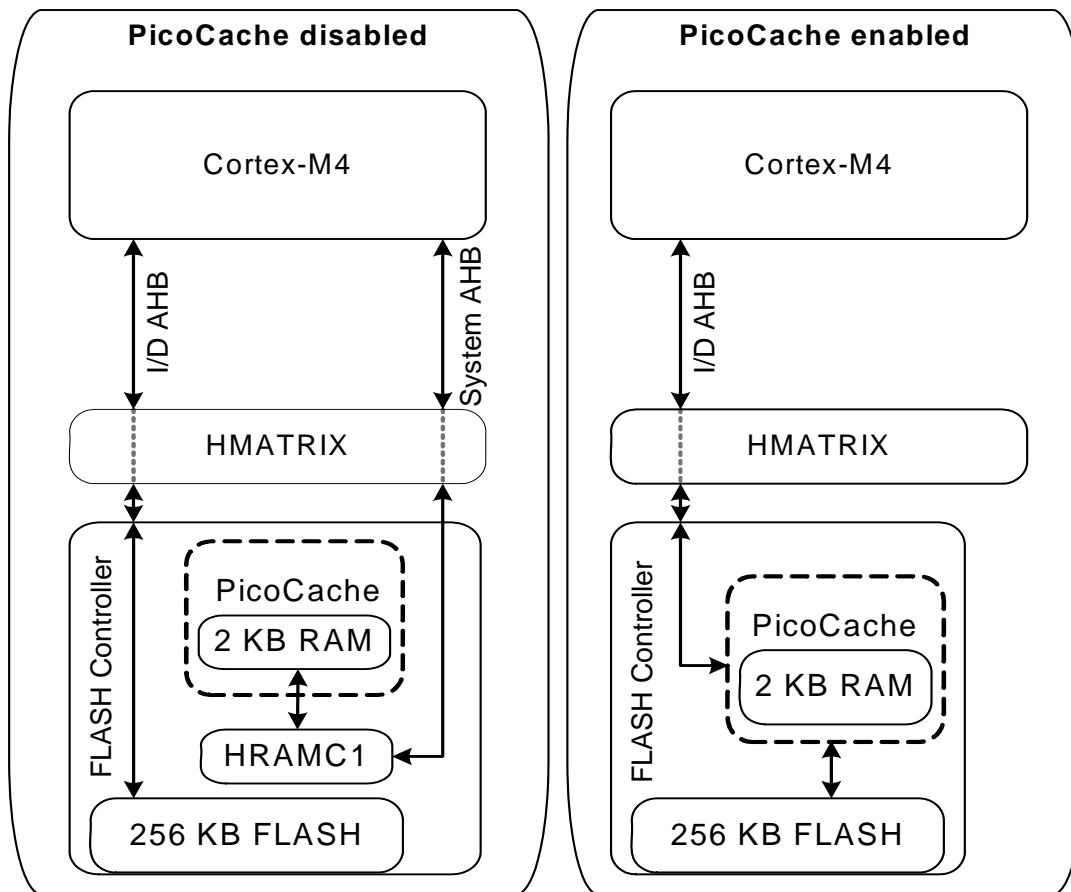 PicoCache disabled
Cortex-M4
I/D AHB
System AHB
HMATRIX
FLASH Controller
PicoCache
2 KB RAM
HRAMC1
256 KB FLASH
PicoCache enabled
Cortex-M4
I/D AHB
HMATRIX
FLASH Controller
PicoCache
2 KB RAM
256 KB FLASH